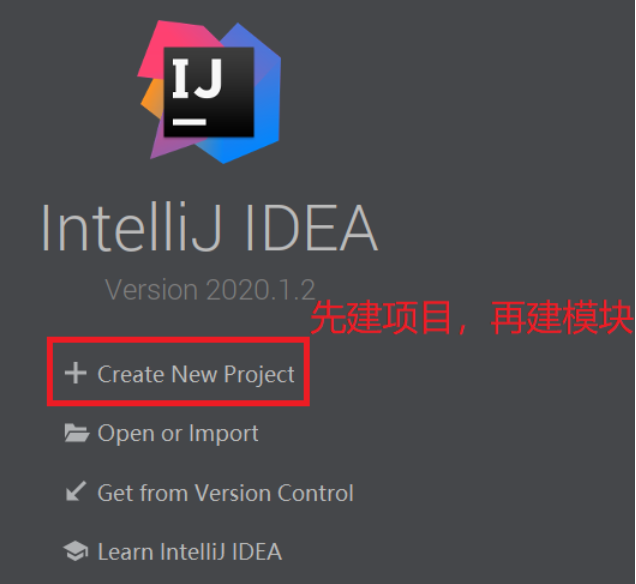 IJ
IntelliJ IDEA
Version 2020.1.2
先建项目，再建模块
Create New Project
Open or Import
Get from Version Control
Learn IntelliJ IDEA